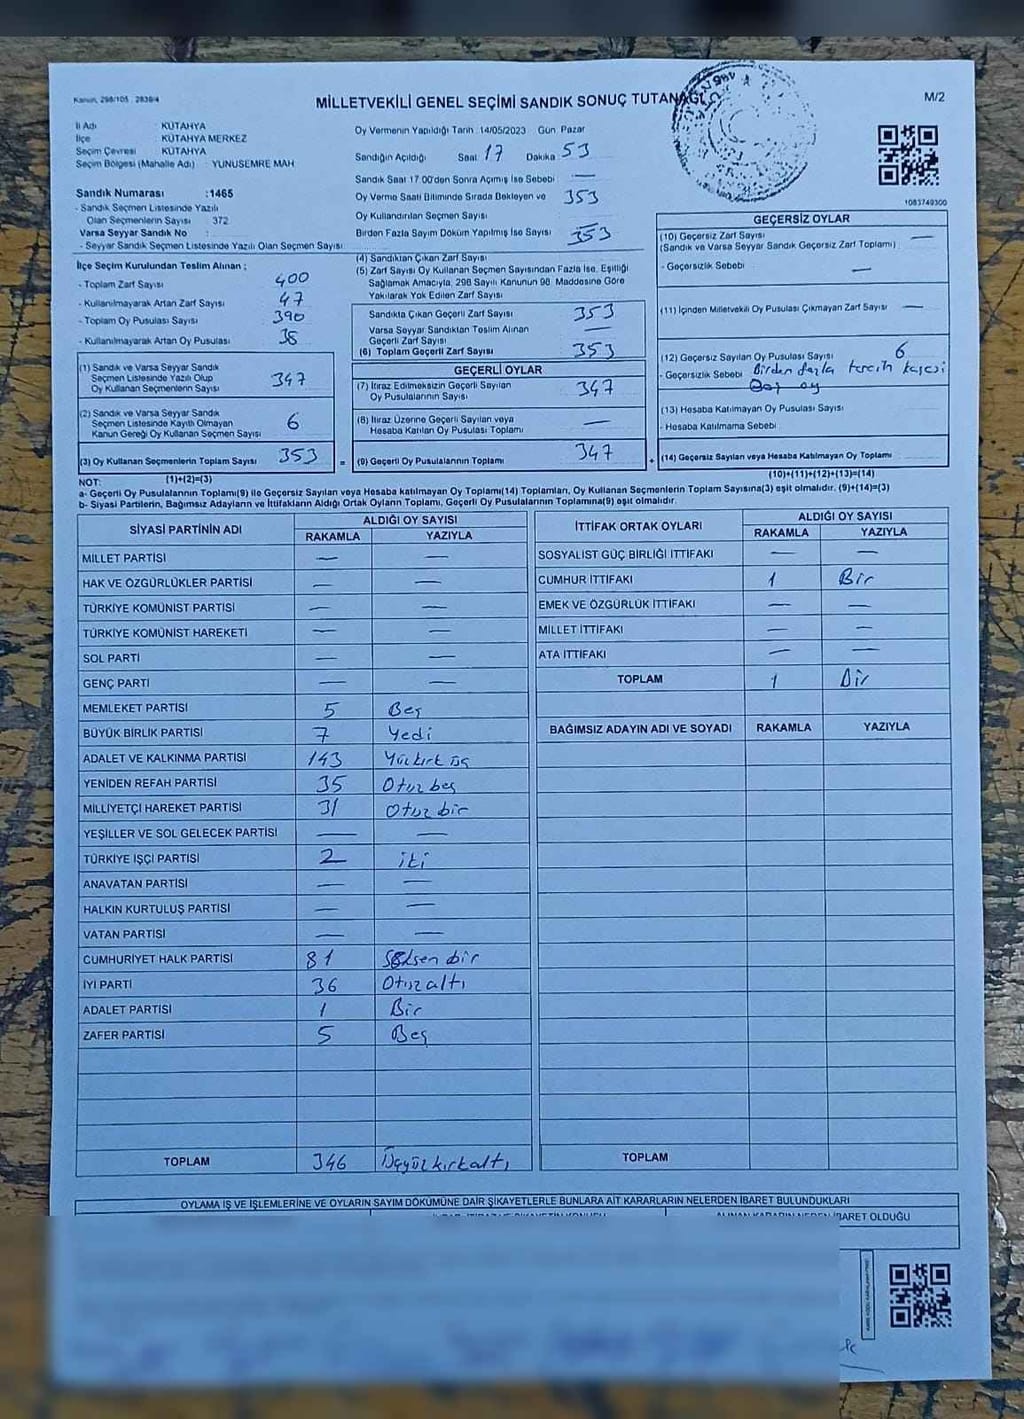 Kanun, 298/105 . 2839/4
MİLLETVEKİLİ GENEL SEÇİMİ SANDIK SONUÇ TUTANAĞI
M/2
İl Adı : KÜTAHYA
İlçe : KÜTAHYA MERKEZ
Seçim Çevresi : KÜTAHYA
Seçim Bölgesi (Mahalle Adı) : YUNUSEMRE MAH
Sandık Numarası :1465
- Sandık Seçmen Listesinde Yazılı
Olan Seçmenlerin Sayısı : 372
Varsa Seyyar Sandık No :
- Seyyar Sandık Seçmen Listesinde Yazılı Olan Seçmen Sayısı
Oy Vermenin Yapıldığı Tarih :14/05/2023 Gün: Pazar
Sandığın Açıldığı Saat 17 Dakika 53
Sandık Saat 17.00'den Sonra Açılmış İse Sebebi —
Oy Verme Saati Bitiminde Sırada Bekleyen ve 353
Oy Kullandırılan Seçmen Sayısı
Birden Fazla Sayım Döküm Yapılmış İse Sayısı 353
1083749300
İlçe Seçim Kurulundan Teslim Alınan ;
- Toplam Zarf Sayısı 400
- Kullanılmayarak Artan Zarf Sayısı 47
- Toplam Oy Pusulası Sayısı 390
- Kullanılmayarak Artan Oy Pusulası
(1) Sandık ve Varsa Seyyar Sandık
Seçmen Listesinde Yazılı Olup
Oy Kullanan Seçmenlerin Sayısı 347
(2) Sandık ve Varsa Seyyar Sandık
Seçmen Listesinde Kayıtlı Olmayan
Kanun Gereği Oy Kullanan Seçmen Sayısı 6
(3) Oy Kullanan Seçmenlerin Toplam Sayısı 353
(1)+(2)=(3)
(4) Sandıktan Çıkan Zarf Sayısı
(5) Zarf Sayısı Oy Kullanan Seçmen Sayısından Fazla İse, Eşitliği
Sağlamak Amacıyla, 298 Sayılı Kanunun 98. Maddesine Göre
Yakılarak Yok Edilen Zarf Sayısı
Sandıkta Çıkan Geçerli Zarf Sayısı 353
Varsa Seyyar Sandıktan Teslim Alınan
Geçerli Zarf Sayısı —
(6) Toplam Geçerli Zarf Sayısı 353
GEÇERLİ OYLAR
(7) İtiraz Edilmeksizin Geçerli Sayılan
Oy Pusulalarının Sayısı 347
(8) İtiraz Üzerine Geçerli Sayılan veya
Hesaba Katılan Oy Pusulası Toplamı —
= (9) Geçerli Oy Pusulalarının Toplamı 347
GEÇERSİZ OYLAR
(10) Geçersiz Zarf Sayısı —
(Sandık ve Varsa Seyyar Sandık Geçersiz Zarf Toplamı)
- Geçersizlik Sebebi —
(11) İçinden Milletvekili Oy Pusulası Çıkmayan Zarf Sayısı —
(12) Geçersiz Sayılan Oy Pusulası Sayısı 6
- Geçersizlik Sebebi Birden fazla tercih kaşesi
Boş oy
(13) Hesaba Katılmayan Oy Pusulası Sayısı
- Hesaba Katılmama Sebebi
+ (14) Geçersiz Sayılan veya Hesaba Katılmayan Oy Toplamı
(10)+(11)+(12)+(13)=(14)
NOT:
a- Geçerli Oy Pusulalarının Toplamı(9) ile Geçersiz Sayılan veya Hesaba katılmayan Oy Toplamı(14) Toplamları, Oy Kullanan Seçmenlerin Toplam Sayısına(3) eşit olmalıdır. (9)+(14)=(3)
b- Siyasi Partilerin, Bağımsız Adayların ve İttifakların Aldığı Ortak Oyların Toplamı, Geçerli Oy Pusulalarının Toplamına(9) eşit olmalıdır.
SİYASİ PARTİNİN ADI ALDIĞI OY SAYISI
RAKAMLA YAZIYLA
MİLLET PARTİSİ — —
HAK VE ÖZGÜRLÜKLER PARTİSİ — —
TÜRKİYE KOMÜNİST PARTİSİ — —
TÜRKİYE KOMÜNİST HAREKETİ — —
SOL PARTİ — —
GENÇ PARTİ — —
MEMLEKET PARTİSİ 5 Beş
BÜYÜK BİRLİK PARTİSİ 7 Yedi
ADALET VE KALKINMA PARTİSİ 143 Yüzkırk üç
YENİDEN REFAH PARTİSİ 35 Otuz beş
MİLLİYETÇİ HAREKET PARTİSİ 31 Otuz bir
YEŞİLLER VE SOL GELECEK PARTİSİ — —
TÜRKİYE İŞÇİ PARTİSİ 2 iki
ANAVATAN PARTİSİ — —
HALKIN KURTULUŞ PARTİSİ — —
VATAN PARTİSİ — —
CUMHURİYET HALK PARTİSİ 81 Seksen bir
İYİ PARTİ 36 Otuz altı
ADALET PARTİSİ 1 Bir
ZAFER PARTİSİ 5 Beş
TOPLAM 346 Üçyüz kırkaltı
İTTİFAK ORTAK OYLARI ALDIĞI OY SAYISI
RAKAMLA YAZIYLA
SOSYALİST GÜÇ BİRLİĞİ İTTİFAKI — —
CUMHUR İTTİFAKI 1 Bir
EMEK VE ÖZGÜRLÜK İTTİFAKI — —
MİLLET İTTİFAKI — —
ATA İTTİFAKI — —
TOPLAM 1 Bir
BAĞIMSIZ ADAYIN ADI VE SOYADI RAKAMLA YAZIYLA
TOPLAM
OYLAMA İŞ VE İŞLEMLERİNE VE OYLARIN SAYIM DÖKÜMÜNE DAİR ŞİKAYETLERLE BUNLARA AİT KARARLARIN NELERDEN İBARET BULUNDUKLARI
İBARET OLDUĞU